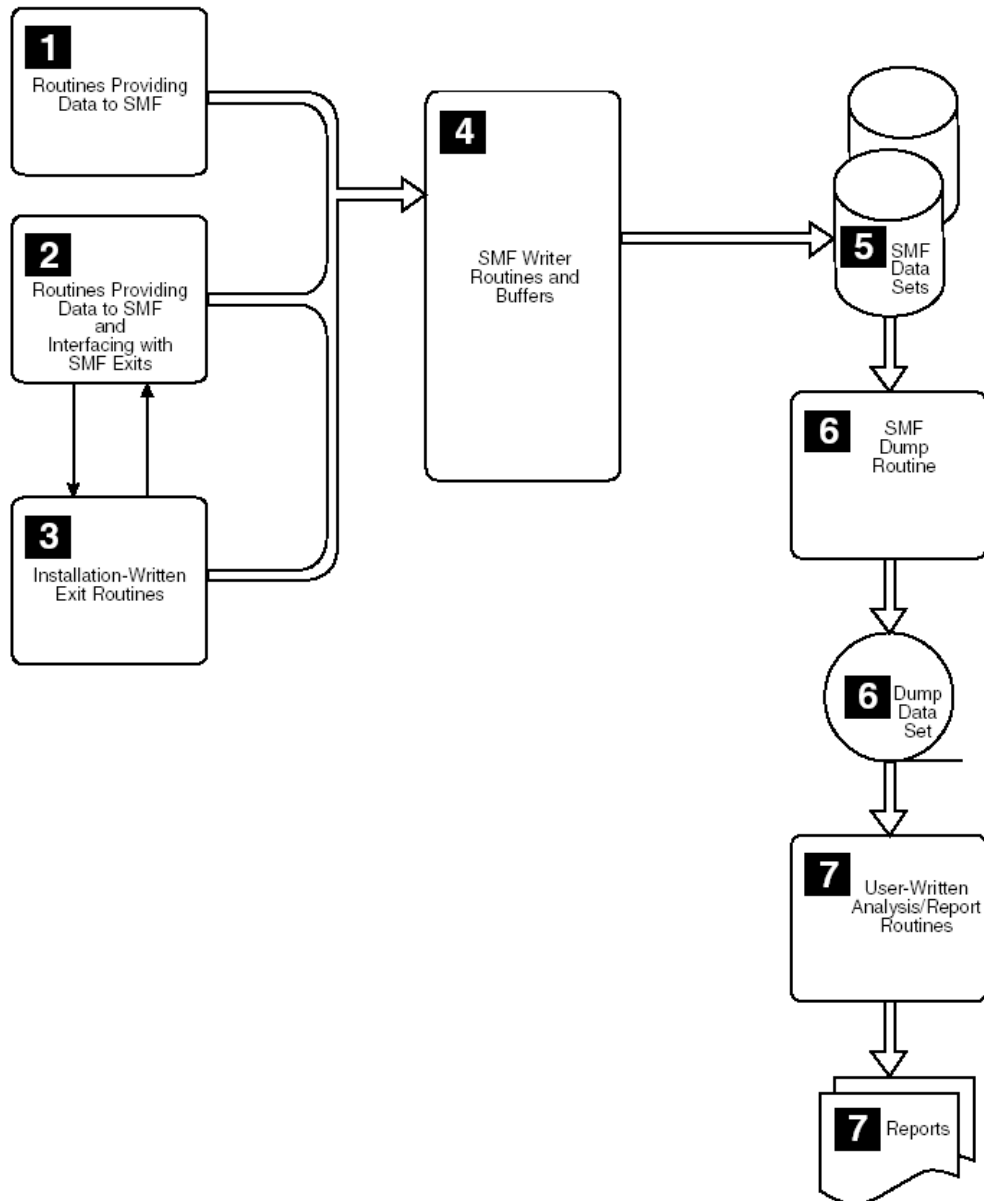 1
Routines Providing
Data to SMF
2
Routines Providing
Data to SMF
and
Interfacing with
SMF Exits
3
Installation-Written
Exit Routines
4
SMF Writer
Routines and
Buffers
5
SMF
Data
Sets
6
SMF
Dump
Routine
6
Dump
Data
Set
7
User-Written
Analysis/Report
Routines
7
Reports